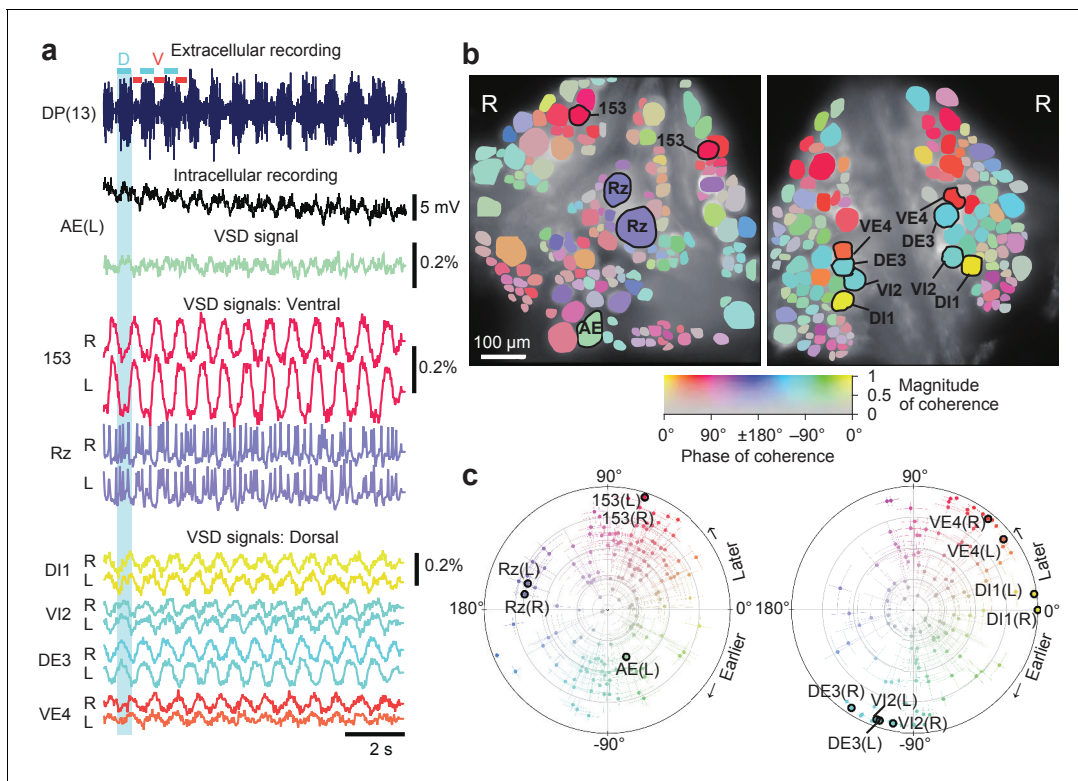 a
D
V
Extracellular recording
DP(13)
Intracellular recording
5 mV
AE(L)
VSD signal
0.2%
VSD signals: Ventral
R
153
0.2%
L
R
Rz
L
VSD signals: Dorsal
R
DI1
0.2%
L
R
VI2
L
R
DE3
L
R
VE4
L
2 s
b
R
153
153
Rz
Rz
AE
100 µm
R
VE4
DE3
VE4
DE3
VI2
VI2
DI1
DI1
1
0.5
0
Magnitude
of coherence
0° 90° ±180° –90° 0°
Phase of coherence
c
90°
153(L)
153(R)
Rz(L)
180°
Rz(R)
0°
AE(L)
-90°
90°
VE4(R)
VE4(L)
Later →
DI1(L)
180°
0°
DI1(R)
← Earlier
DE3(R)
VI2(L)
VI2(R)
DE3(L)
-90°